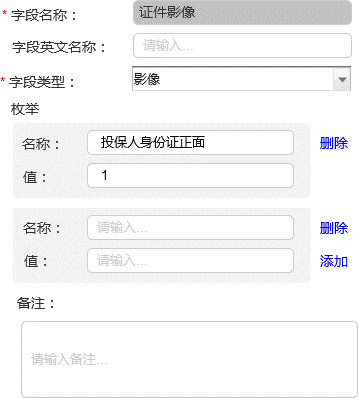 * 字段名称： 证件影像
字段英文名称： 请输入...
* 字段类型： 影像
枚举
名称： 投保人身份证正面 删除
值： 1
名称： 请输入... 删除
值： 请输入... 添加
备注：
请输入备注...